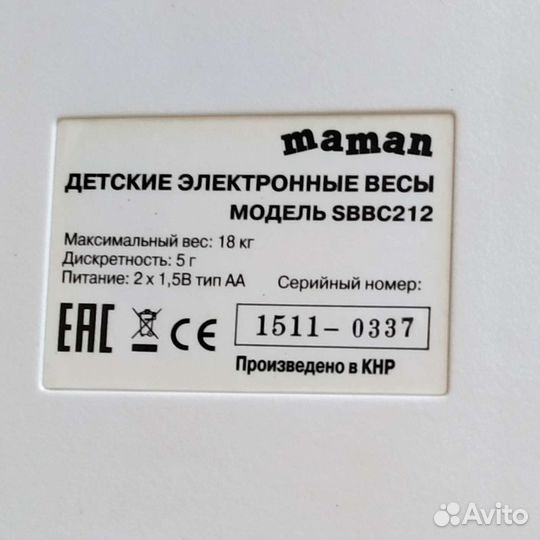 maman
ДЕТСКИЕ ЭЛЕКТРОННЫЕ ВЕСЫ
МОДЕЛЬ SBBC212
Максимальный вес: 18 кг
Дискретность: 5 г
Питание: 2 x 1,5В тип АА
Серийный номер:
EAC CE
1511-0337
Произведено в КНР
Avito